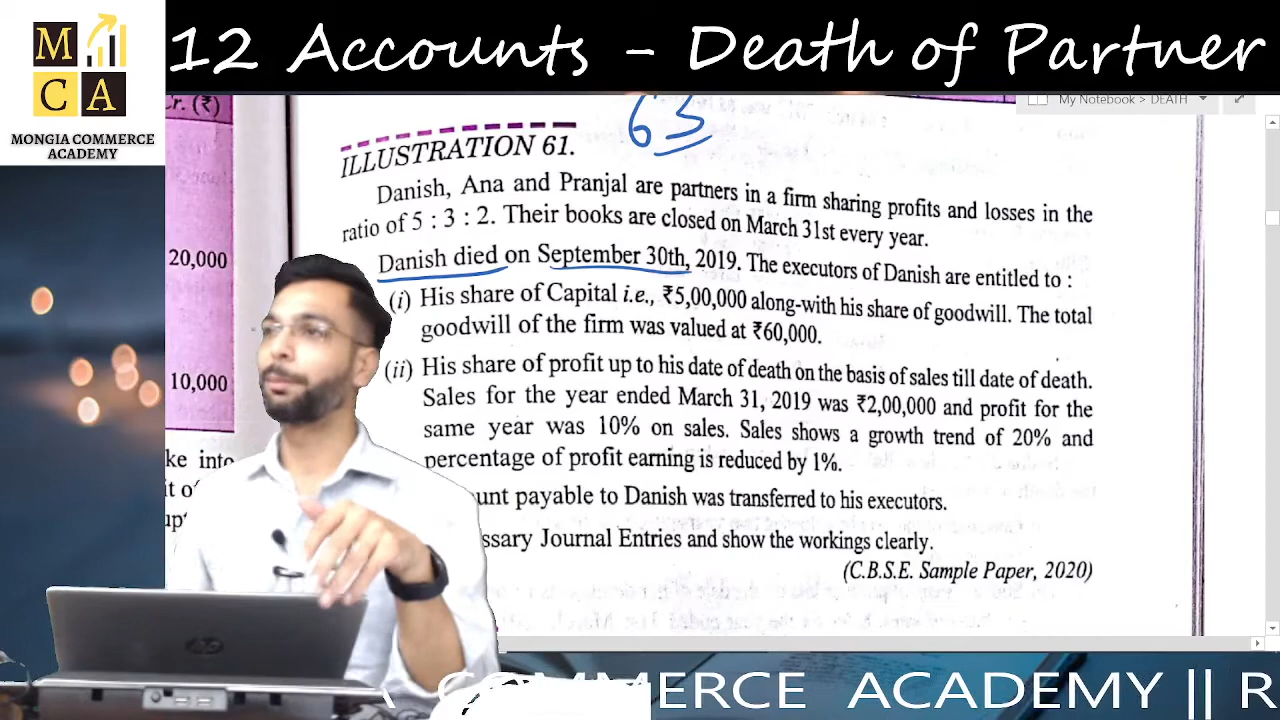 M
C A
MONGIA COMMERCE
ACADEMY
12 Accounts - Death of Partner
My Notebook > DEATH
Cr. (₹)
20,000
10,000
63
ILLUSTRATION 61.
Danish, Ana and Pranjal are partners in a firm sharing profits and losses in the
ratio of 5 : 3 : 2. Their books are closed on March 31st every year.
Danish died on September 30th, 2019. The executors of Danish are entitled to :
(i) His share of Capital i.e., ₹5,00,000 along-with his share of goodwill. The total
goodwill of the firm was valued at ₹60,000.
(ii) His share of profit up to his date of death on the basis of sales till date of death.
Sales for the year ended March 31, 2019 was ₹2,00,000 and profit for the
same year was 10% on sales. Sales shows a growth trend of 20% and
percentage of profit earning is reduced by 1%.
unt payable to Danish was transferred to his executors.
ssary Journal Entries and show the workings clearly.
(C.B.S.E. Sample Paper, 2020)
COMMERCE ACADEMY || R